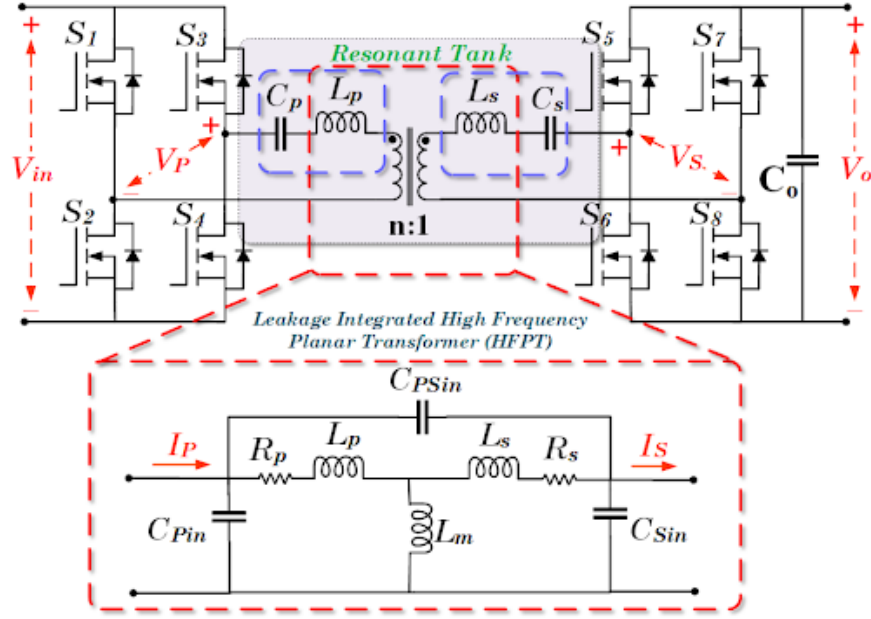 S1
S3
Resonant Tank
S5
S7
+
+
Cp
Lp
Ls
Cs
+
+
Vin
VP
VS
Co
Vo
−
−
S2
S4
n:1
S6
S8
−
−
Leakage Integrated High Frequency
Planar Transformer (HFPT)
CPSin
IP
Rp
Lp
Ls
Rs
IS
CPin
Lm
CSin